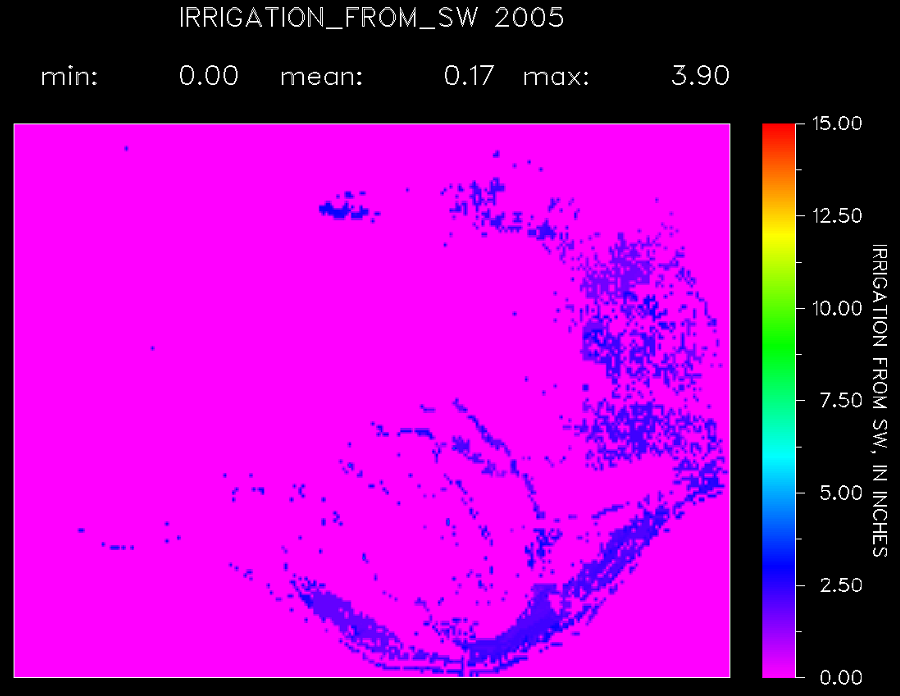 IRRIGATION_FROM_SW 2005
min: 0.00 mean: 0.17 max: 3.90
15.00
12.50
10.00
7.50
5.00
2.50
0.00
IRRIGATION FROM SW, IN INCHES